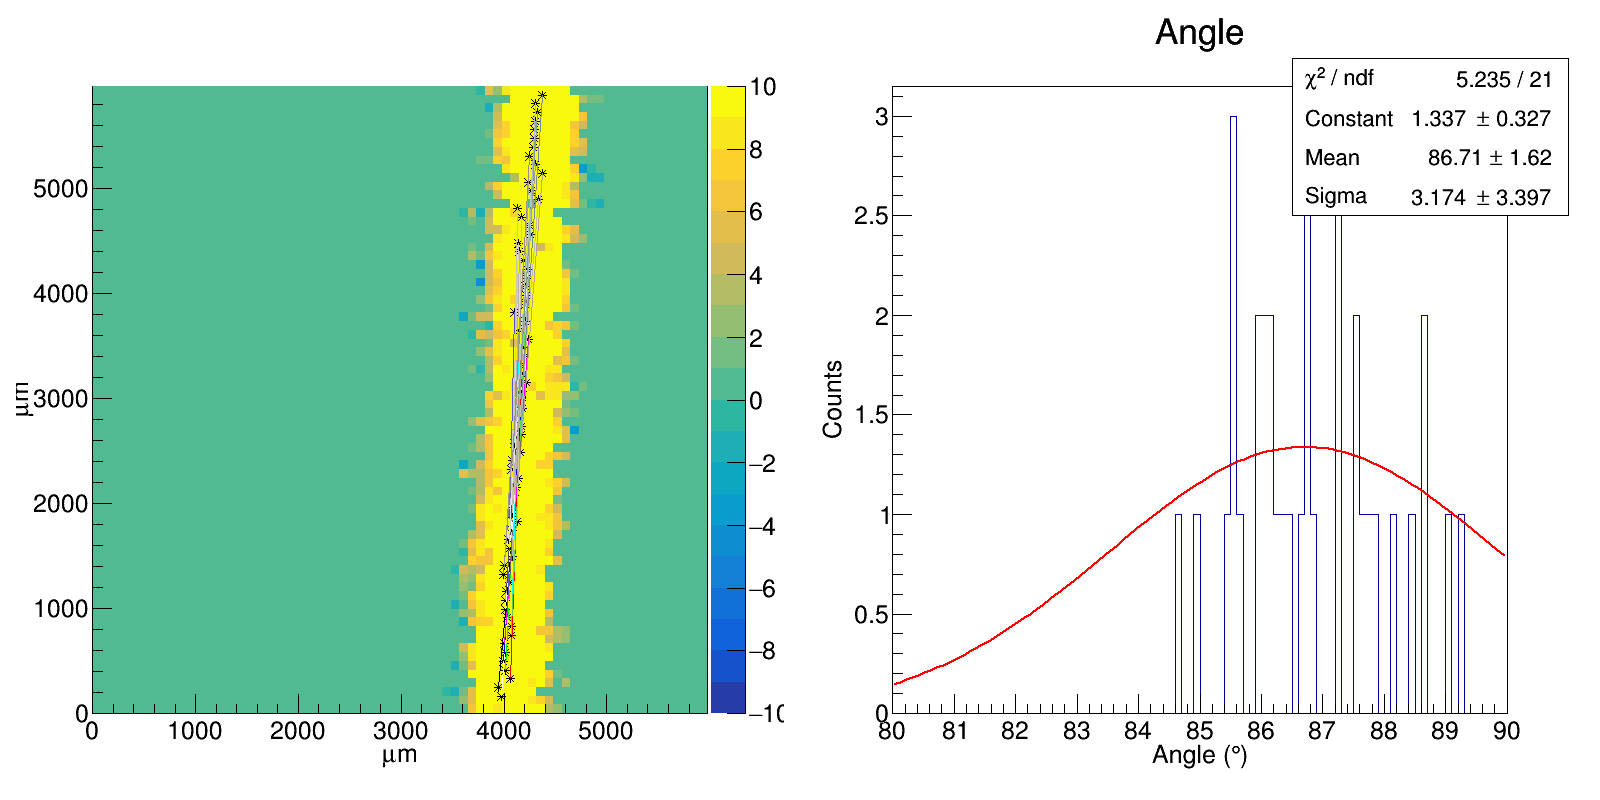 Angle
χ² / ndf 5.235 / 21
Constant 1.337 ± 0.327
Mean 86.71 ± 1.62
Sigma 3.174 ± 3.397
10
8
6
4
2
0
−2
−4
−6
−8
−10
5000
4000
3000
2000
1000
0
µm
0 1000 2000 3000 4000 5000
µm
3
2.5
2
1.5
1
0.5
0
Counts
80 81 82 83 84 85 86 87 88 89 90
Angle (°)